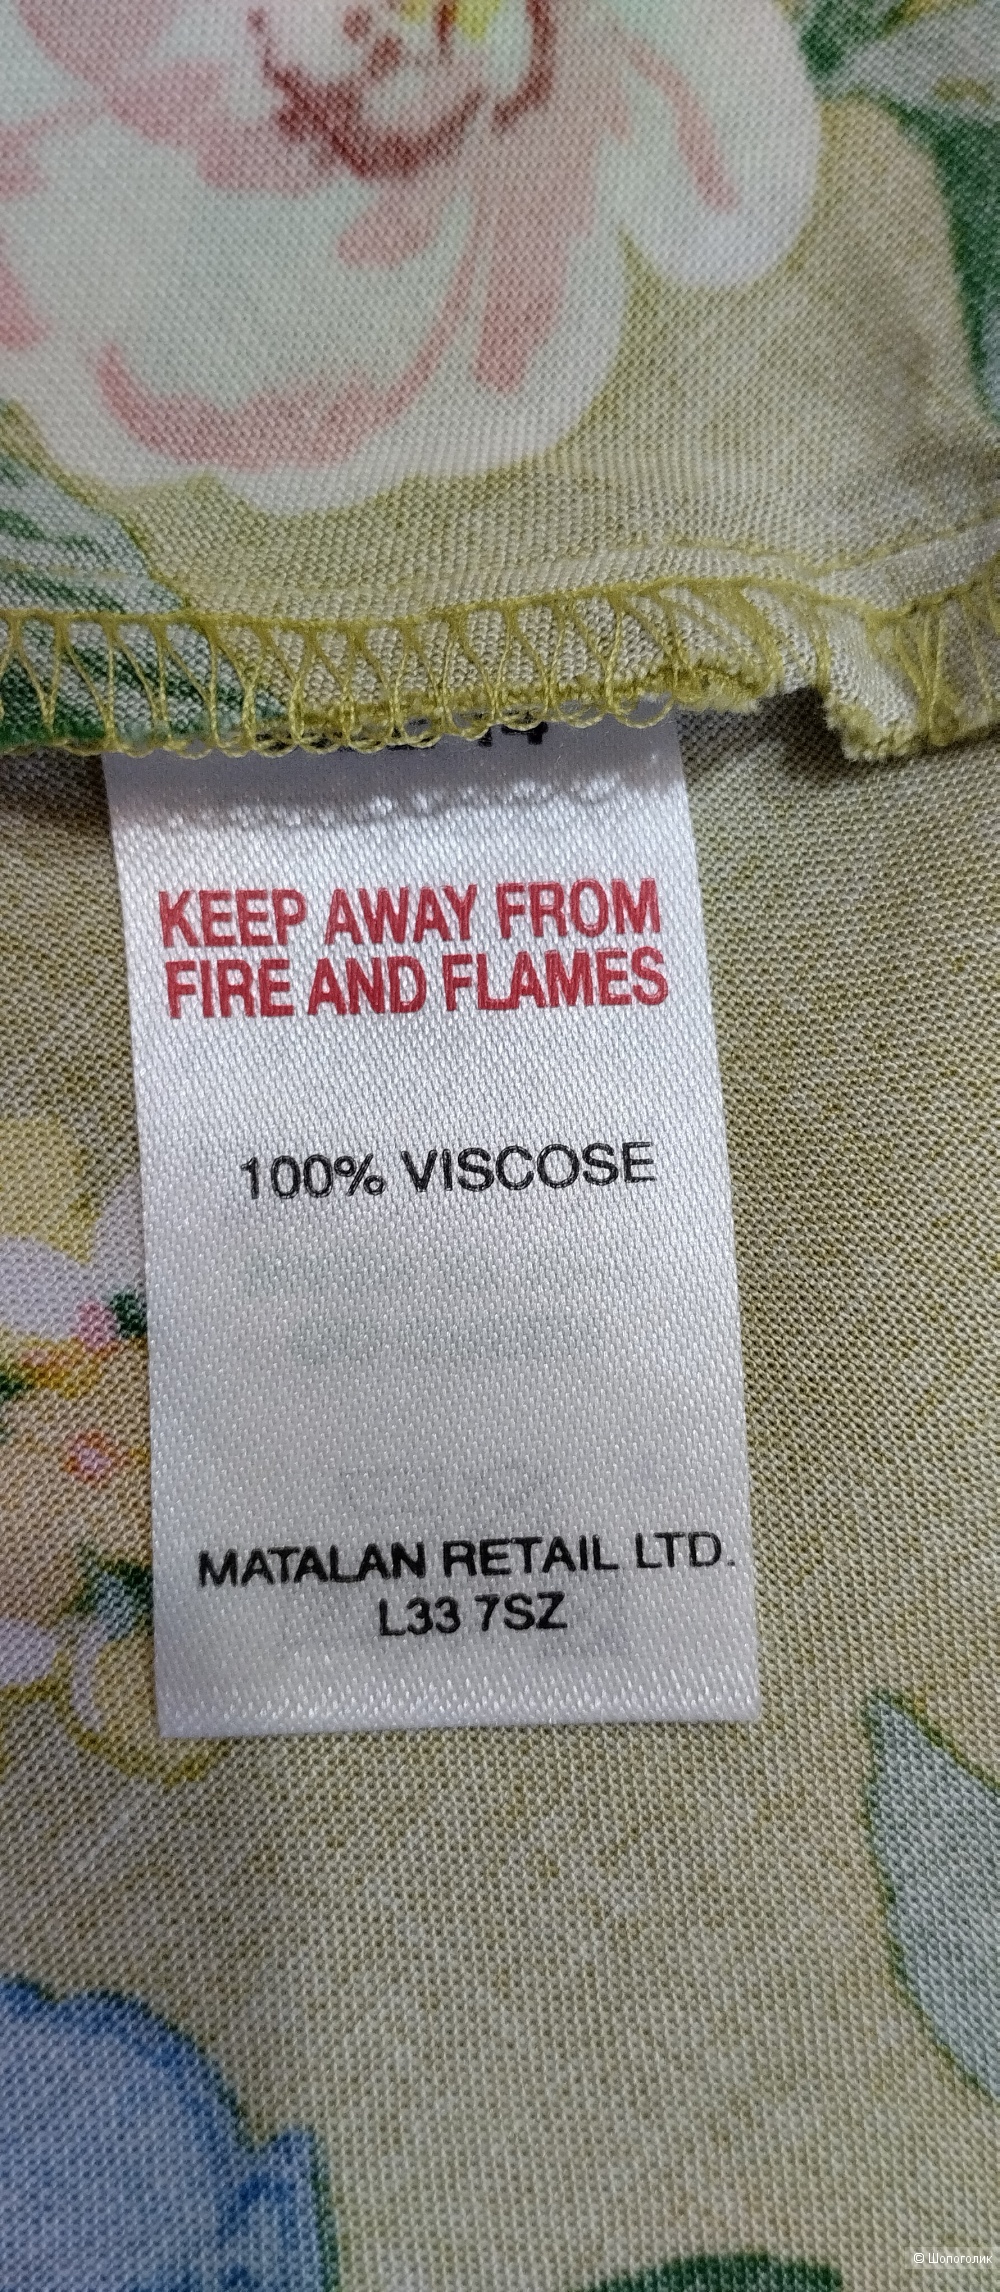 KEEP AWAY FROM
FIRE AND FLAMES
100% VISCOSE
MATALAN RETAIL LTD.
L33 7SZ
© Шопоголик